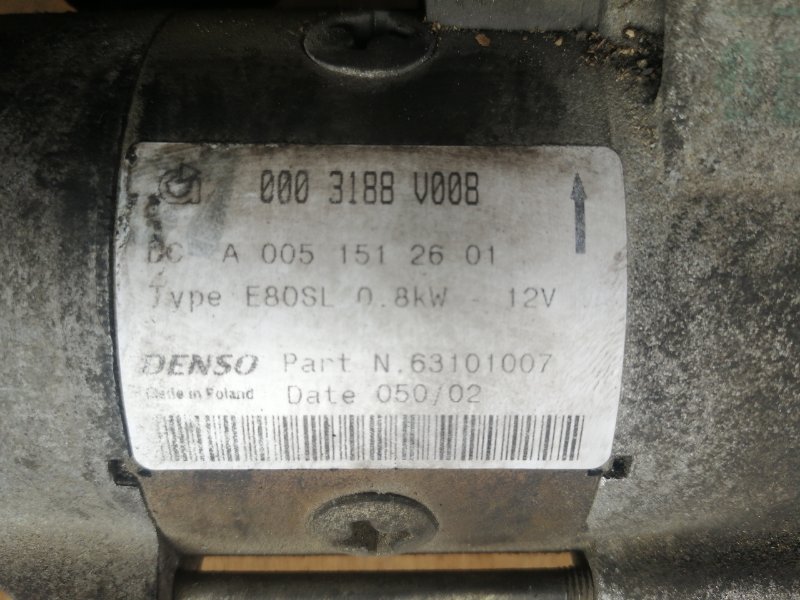 000 3188 V008
DC A 005 151 26 01
Type E80SL 0.8kW - 12V
DENSO Part N.63101007
Made in Poland Date 050/02